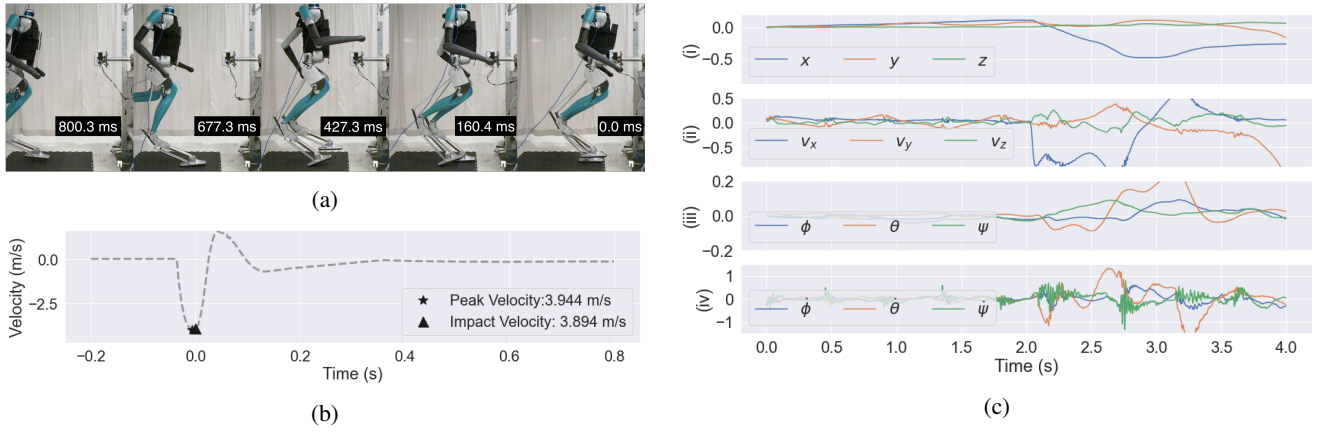 800.3 ms
677.3 ms
427.3 ms
160.4 ms
0.0 ms
(a)
Velocity (m/s)
0.0
−2.5
Peak Velocity:3.944 m/s
Impact Velocity: 3.894 m/s
−0.2
0.0
0.2
0.4
0.6
0.8
Time (s)
(b)
(i)
0.0
−0.5
x
y
z
(ii)
0.5
0.0
−0.5
vₓ
v_y
v_z
(iii)
0.2
0.0
−0.2
ϕ
θ
ψ
(iv)
1
0
−1
ϕ̇
θ̇
ψ̇
0.0
0.5
1.0
1.5
2.0
2.5
3.0
3.5
4.0
Time (s)
(c)